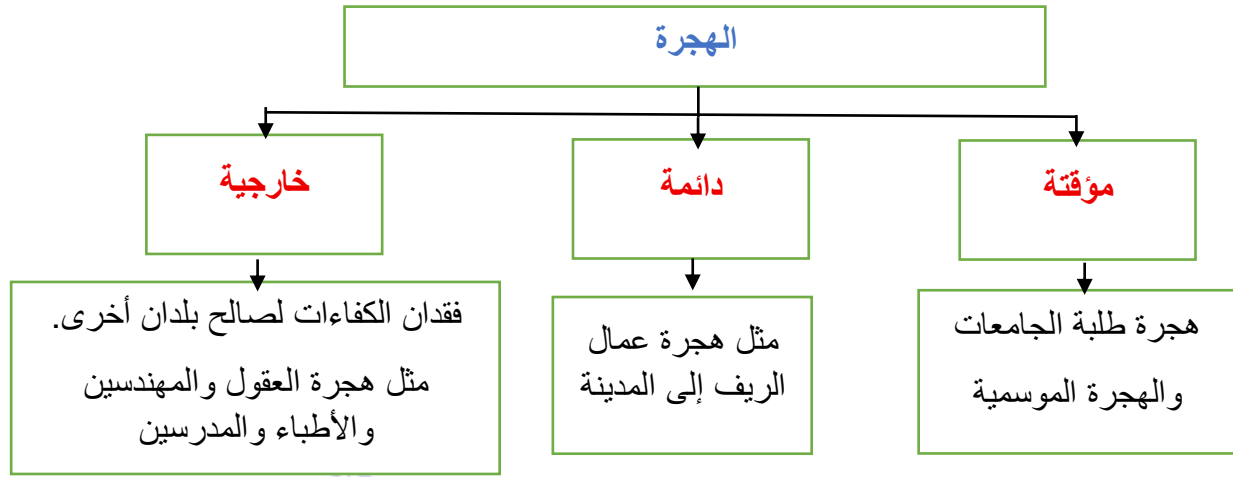 الهجرة
مؤقتة
دائمة
خارجية
هجرة طلبة الجامعات
والهجرة الموسمية
مثل هجرة عمال
الريف إلى المدينة
فقدان الكفاءات لصالح بلدان أخرى.
مثل هجرة العقول والمهندسين
والأطباء والمدرسين